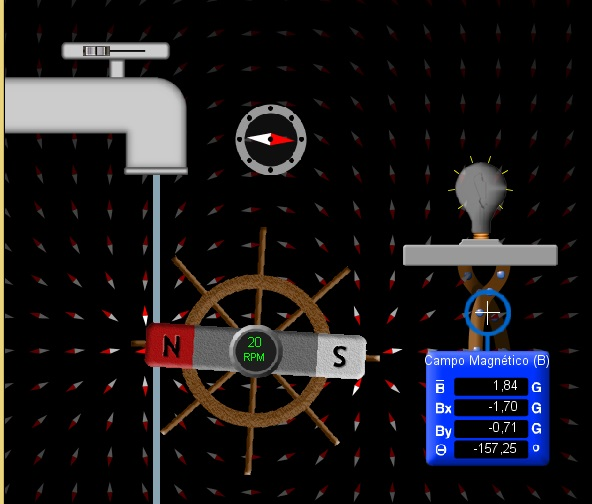 N
20
RPM
S
Campo Magnético (B)
B̅ 1,84 G
Bx -1,70 G
By -0,71 G
Θ -157,25 º